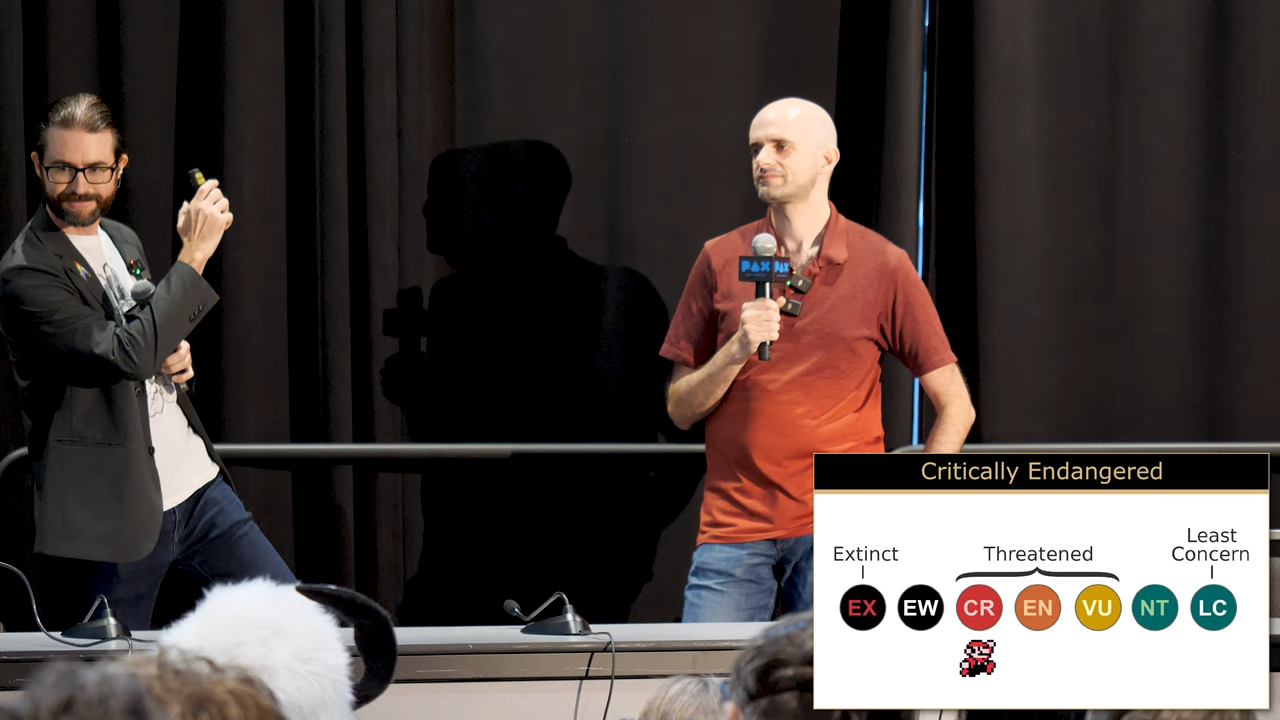 PAX
Critically Endangered
Extinct
Threatened
Least
Concern
EX
EW
CR
EN
VU
NT
LC